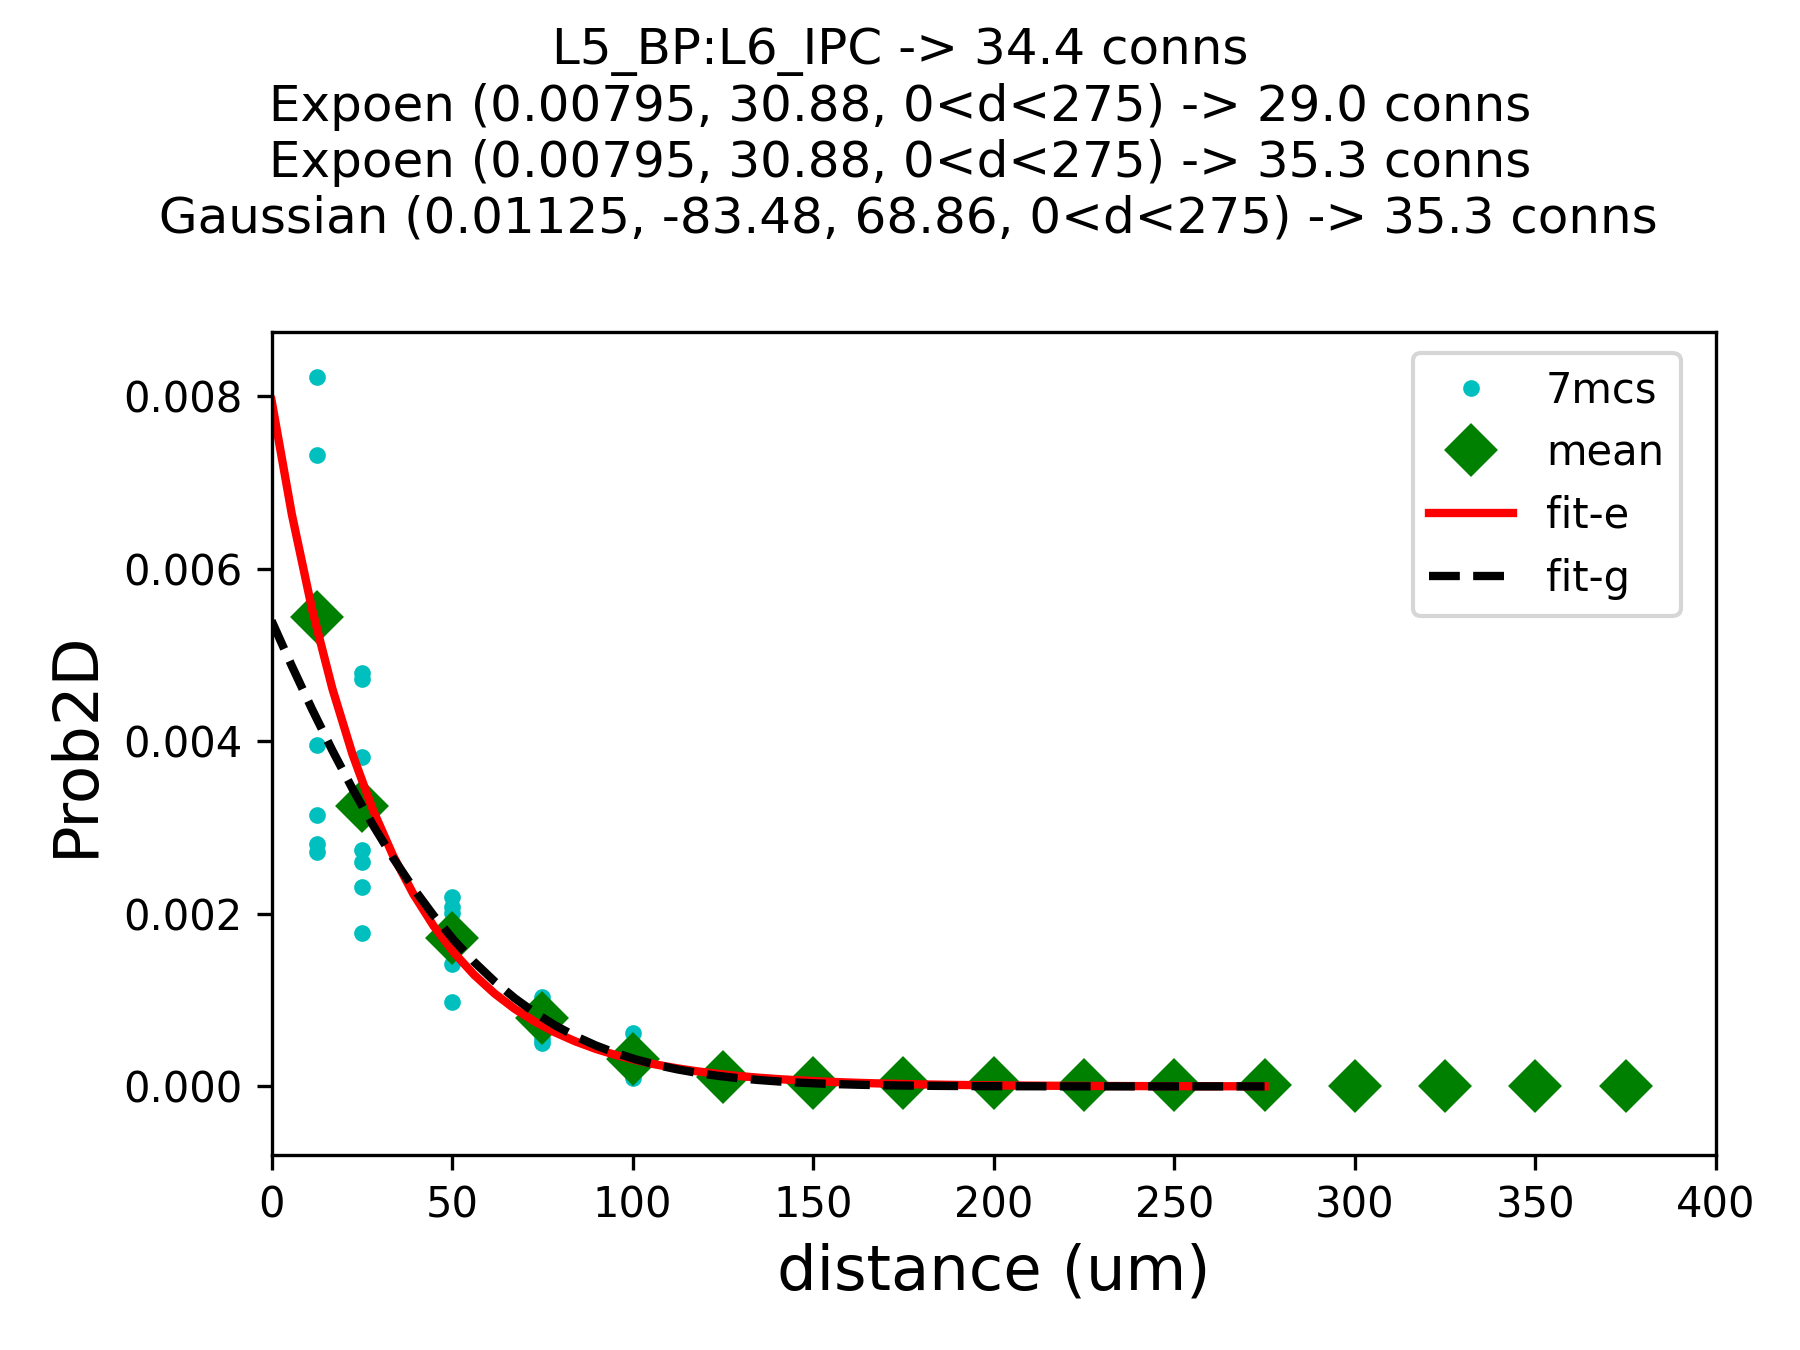 L5_BP:L6_IPC -> 34.4 conns
Expoen (0.00795, 30.88, 0<d<275) -> 29.0 conns
Expoen (0.00795, 30.88, 0<d<275) -> 35.3 conns
Gaussian (0.01125, -83.48, 68.86, 0<d<275) -> 35.3 conns
7mcs
mean
fit-e
fit-g
Prob2D
0.008
0.006
0.004
0.002
0.000
0 50 100 150 200 250 300 350 400
distance (um)